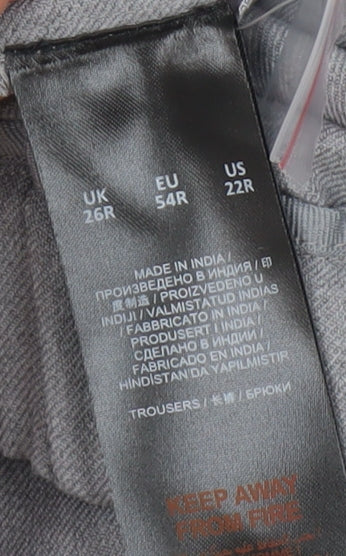 UK EU US
26R 54R 22R
MADE IN INDIA /
ПРОИЗВЕДЕНО В ИНДИЯ / 印
度制造 / PROIZVEDENO U
INDIJI / VALMISTATUD INDIAS
/ FABBRICATO IN INDIA /
PRODUSERT I INDIA /
СДЕЛАНО В ИНДИИ /
FABRICADO EN INDIA /
HİNDİSTAN'DA YAPILMIŞTIR
TROUSERS / 长裤 / БРЮКИ
KEEP AWAY
FROM FIRE